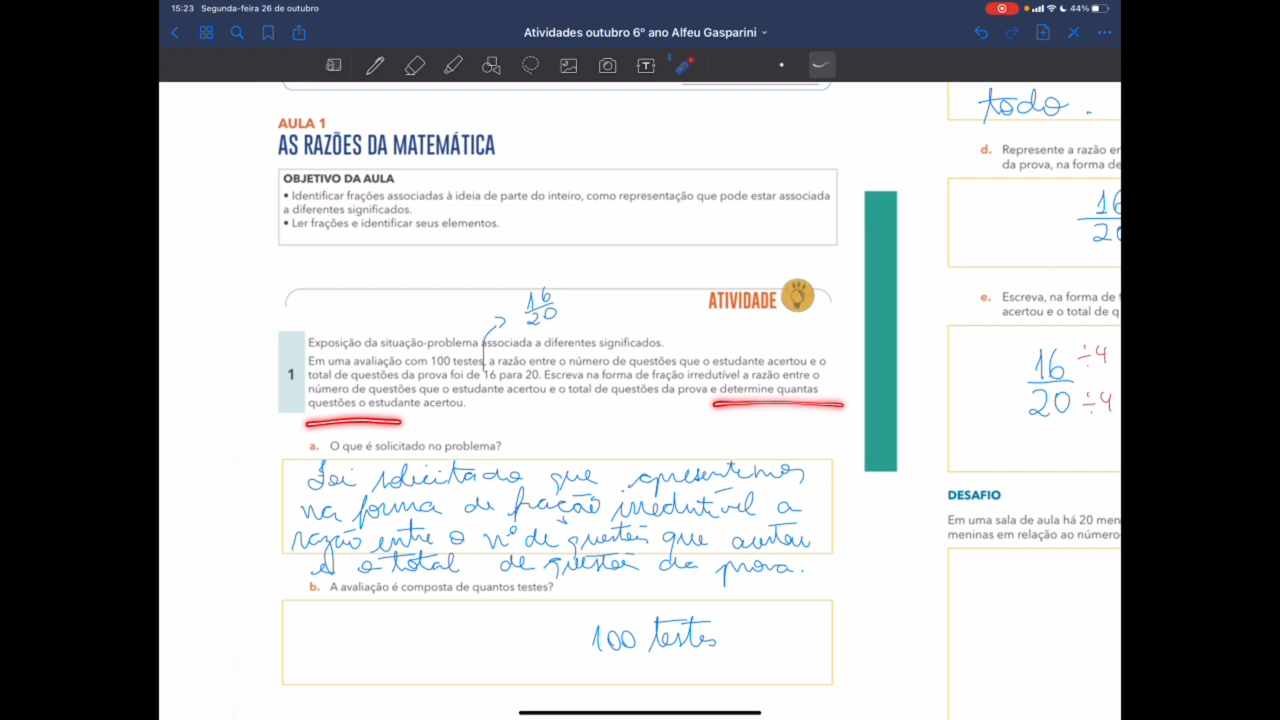 15:23 Segunda-feira 26 de outubro
44%
Atividades outubro 6º ano Alfeu Gasparini
AULA 1
AS RAZÕES DA MATEMÁTICA
OBJETIVO DA AULA
• Identificar frações associadas à ideia de parte do inteiro, como representação que pode estar associada
a diferentes significados.
• Ler frações e identificar seus elementos.
ATIVIDADE
16
20
1
Exposição da situação-problema associada a diferentes significados.
Em uma avaliação com 100 testes, a razão entre o número de questões que o estudante acertou e o
total de questões da prova foi de 16 para 20. Escreva na forma de fração irredutível a razão entre o
número de questões que o estudante acertou e o total de questões da prova e determine quantas
questões o estudante acertou.
a. O que é solicitado no problema?
Foi solicitado que apresentemos
na forma de fração irredutível a
razão entre o nº de questões que acertou
e o total de questões da prova.
b. A avaliação é composta de quantos testes?
100 testes
todo.
d. Represente a razão en
da prova, na forma de
16
20
e. Escreva, na forma de
acertou e o total de q
16 ÷4
20 ÷4
DESAFIO
Em uma sala de aula há 20 men
meninas em relação ao número